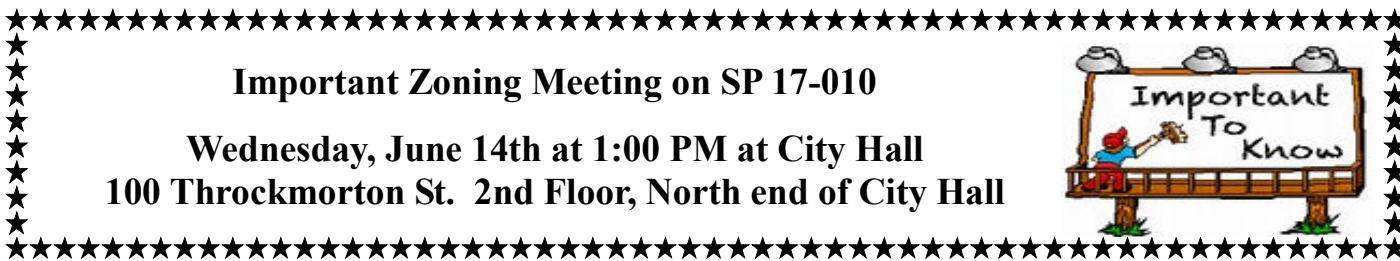 Important Zoning Meeting on SP 17-010
Wednesday, June 14th at 1:00 PM at City Hall
100 Throckmorton St.  2nd Floor, North end of City Hall
Important
To
Know